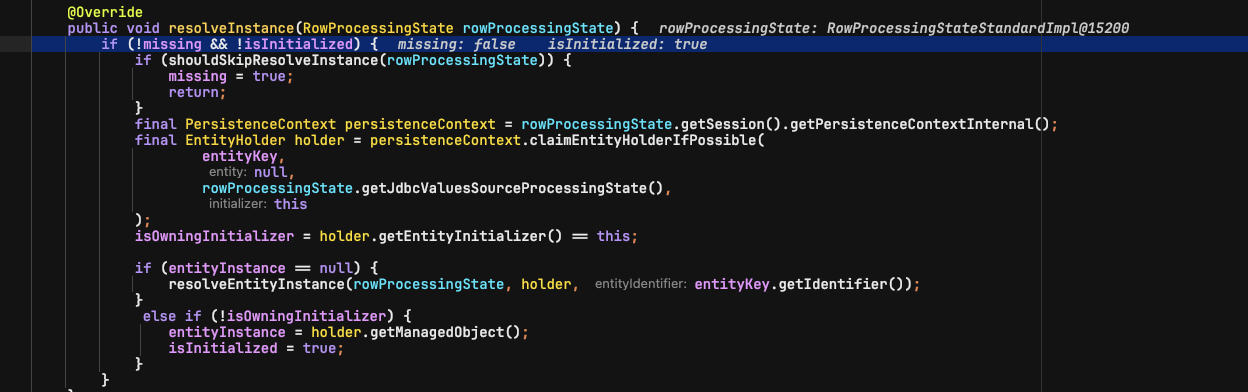 @Override
public void resolveInstance(RowProcessingState rowProcessingState) {   rowProcessingState: RowProcessingStateStandardImpl@15200
    if (!missing && !isInitialized) {   missing: false    isInitialized: true
        if (shouldSkipResolveInstance(rowProcessingState)) {
            missing = true;
            return;
        }
        final PersistenceContext persistenceContext = rowProcessingState.getSession().getPersistenceContextInternal();
        final EntityHolder holder = persistenceContext.claimEntityHolderIfPossible(
                entityKey,
                entity: null,
                rowProcessingState.getJdbcValuesSourceProcessingState(),
                initializer: this
        );
        isOwningInitializer = holder.getEntityInitializer() == this;
        if (entityInstance == null) {
            resolveEntityInstance(rowProcessingState, holder, entityIdentifier: entityKey.getIdentifier());
        }
         else if (!isOwningInitializer) {
            entityInstance = holder.getManagedObject();
            isInitialized = true;
        }
    }